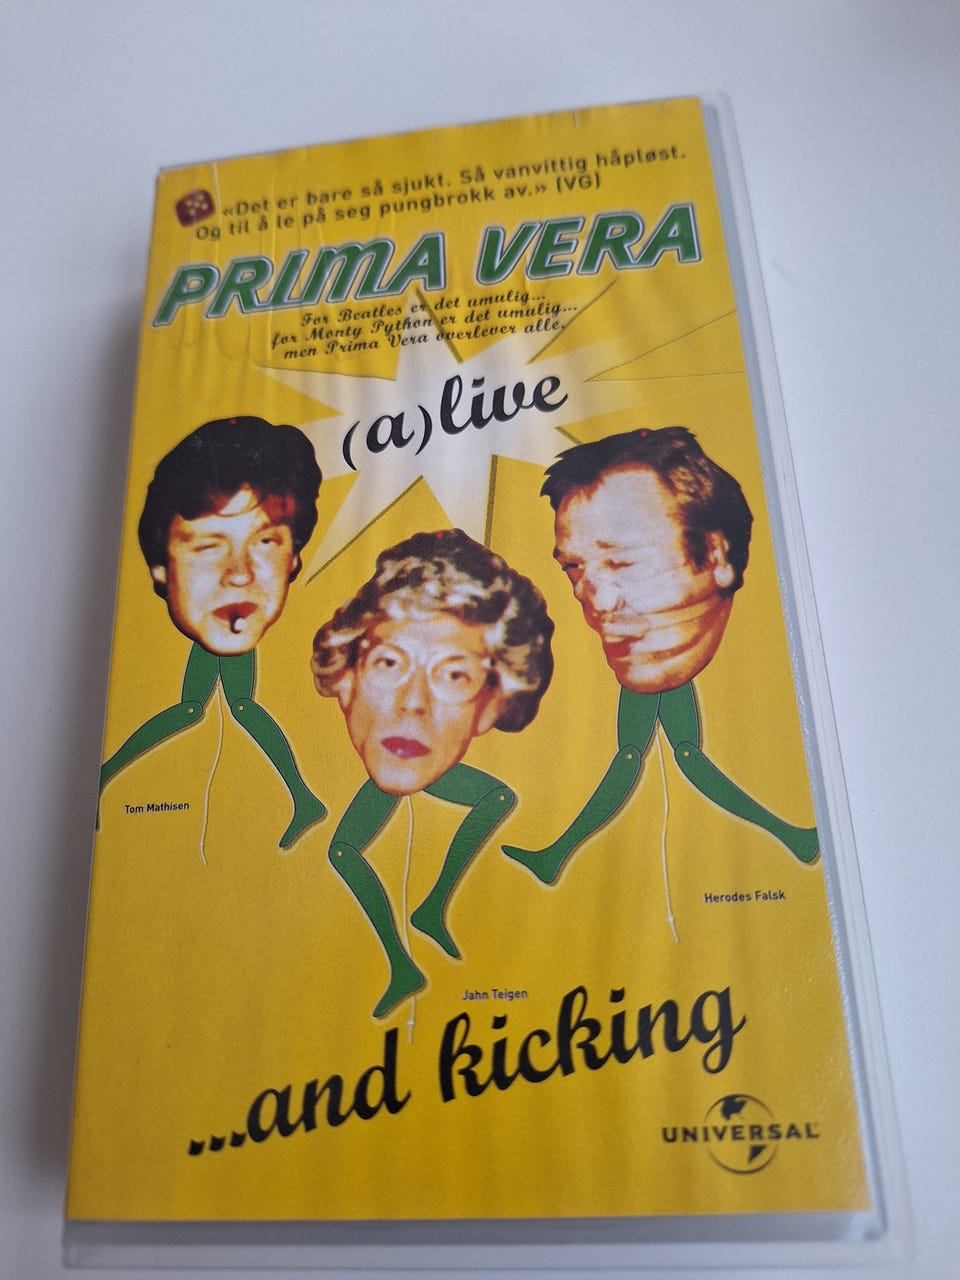 «Det er bare så sjukt. Så vanvittig håpløst.
Og til å le på seg pungbrokk av.» (VG)
PRIMA VERA
For Beatles er det umulig...
for Monty Python er det umulig...
men Prima Vera overlever alle.
(a)live
Tom Mathisen
Herodes Falsk
Jahn Teigen
...and kicking
UNIVERSAL